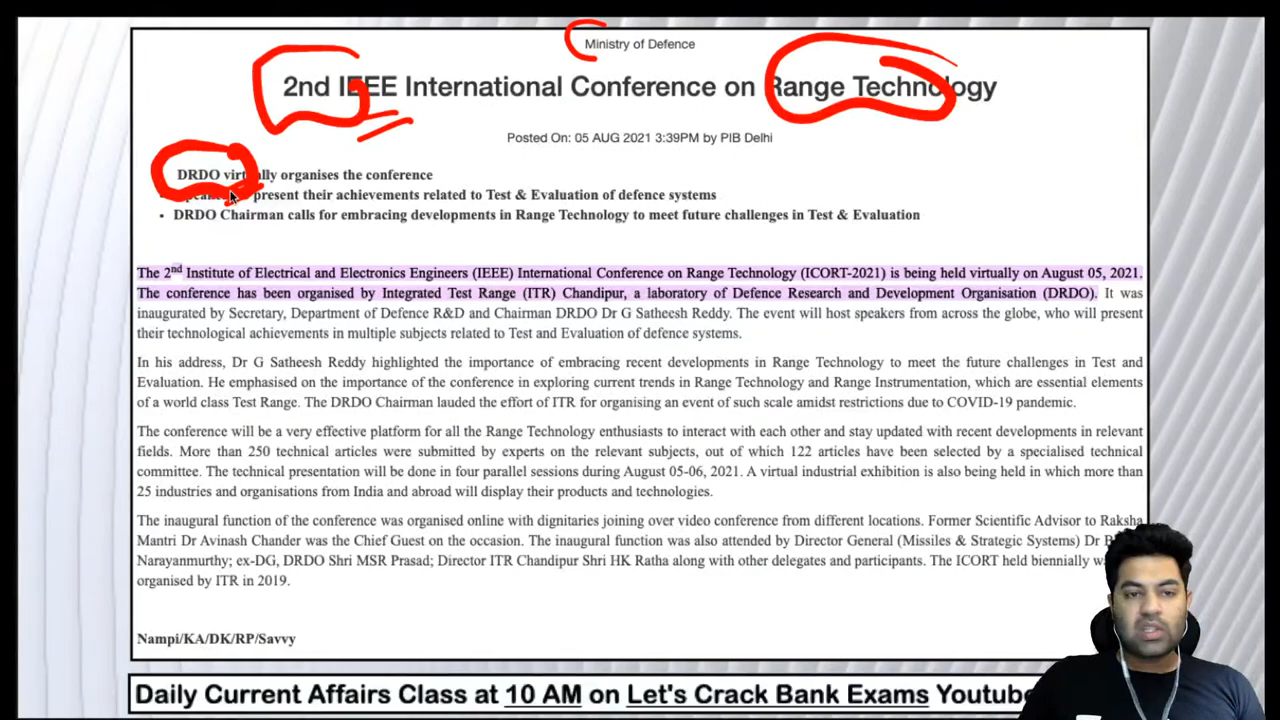 Ministry of Defence
2nd IEEE International Conference on Range Technology
Posted On: 05 AUG 2021 3:39PM by PIB Delhi
DRDO virtually organises the conference
present their achievements related to Test & Evaluation of defence systems
• DRDO Chairman calls for embracing developments in Range Technology to meet future challenges in Test & Evaluation
The 2nd Institute of Electrical and Electronics Engineers (IEEE) International Conference on Range Technology (ICORT-2021) is being held virtually on August 05, 2021.
The conference has been organised by Integrated Test Range (ITR) Chandipur, a laboratory of Defence Research and Development Organisation (DRDO). It was
inaugurated by Secretary, Department of Defence R&D and Chairman DRDO Dr G Satheesh Reddy. The event will host speakers from across the globe, who will present
their technological achievements in multiple subjects related to Test and Evaluation of defence systems.
In his address, Dr G Satheesh Reddy highlighted the importance of embracing recent developments in Range Technology to meet the future challenges in Test and
Evaluation. He emphasised on the importance of the conference in exploring current trends in Range Technology and Range Instrumentation, which are essential elements
of a world class Test Range. The DRDO Chairman lauded the effort of ITR for organising an event of such scale amidst restrictions due to COVID-19 pandemic.
The conference will be a very effective platform for all the Range Technology enthusiasts to interact with each other and stay updated with recent developments in relevant
fields. More than 250 technical articles were submitted by experts on the relevant subjects, out of which 122 articles have been selected by a specialised technical
committee. The technical presentation will be done in four parallel sessions during August 05-06, 2021. A virtual industrial exhibition is also being held in which more than
25 industries and organisations from India and abroad will display their products and technologies.
The inaugural function of the conference was organised online with dignitaries joining over video conference from different locations. Former Scientific Advisor to Raksha
Mantri Dr Avinash Chander was the Chief Guest on the occasion. The inaugural function was also attended by Director General (Missiles & Strategic Systems) Dr B
Narayanmurthy; ex-DG, DRDO Shri MSR Prasad; Director ITR Chandipur Shri HK Ratha along with other delegates and participants. The ICORT held biennially
organised by ITR in 2019.
Nampi/KA/DK/RP/Savvy
Daily Current Affairs Class at 10 AM on Let's Crack Bank Exams